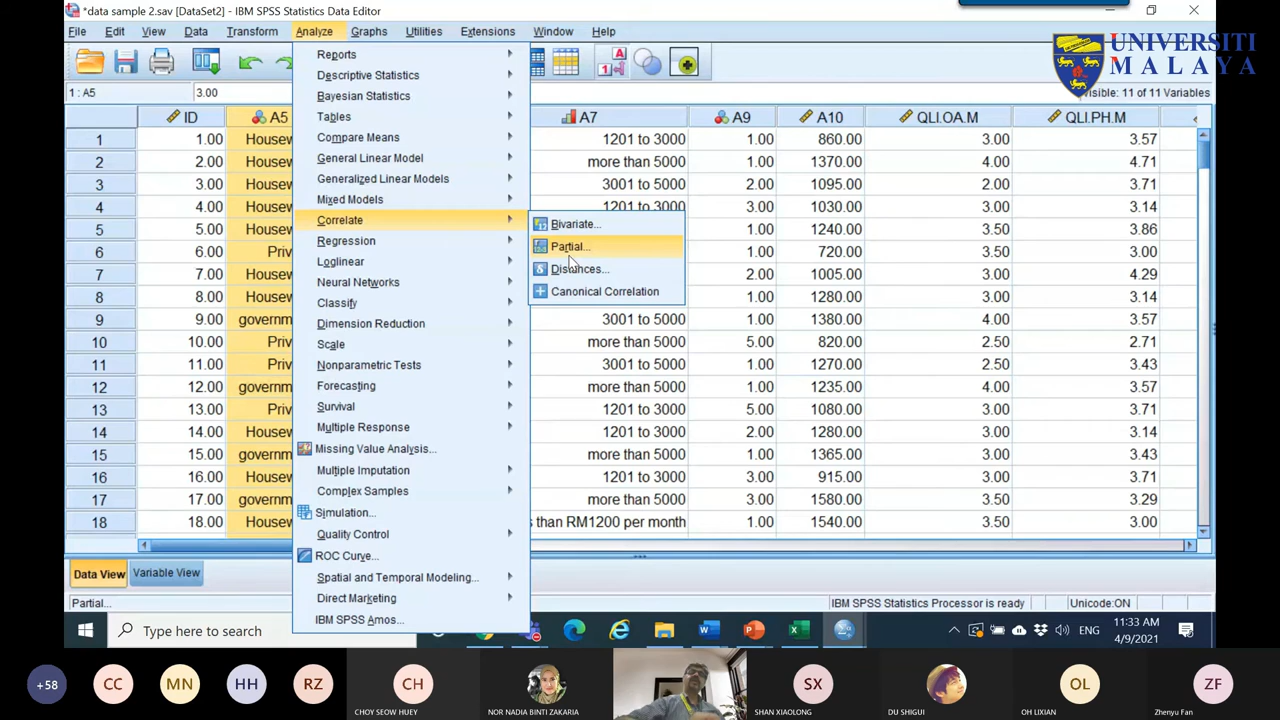 *data sample 2.sav [DataSet2] - IBM SPSS Statistics Data Editor
File Edit View Data Transform Analyze Graphs Utilities Extensions Window Help
UNIVERSITI
MALAYA
1 : A5 3.00 Visible: 11 of 11 Variables
ID A5 A7 A9 A10 QLI.OA.M QLI.PH.M
1 1.00 Housew 1201 to 3000 1.00 860.00 3.00 3.57
2 2.00 Housew more than 5000 1.00 1370.00 4.00 4.71
3 3.00 Housew 3001 to 5000 2.00 1095.00 2.00 3.71
4 4.00 Housew 1201 to 3000 3.00 1030.00 3.00 3.14
5 5.00 Housew 1.00 1240.00 3.50 3.86
6 6.00 Priv 1.00 720.00 3.50 3.00
7 7.00 Housew 2.00 1005.00 3.00 4.29
8 8.00 Housew 1.00 1280.00 3.00 3.14
9 9.00 governm 3001 to 5000 1.00 1380.00 4.00 3.57
10 10.00 Priv more than 5000 5.00 820.00 2.50 2.71
11 11.00 Priv 3001 to 5000 1.00 1270.00 2.50 3.43
12 12.00 governm more than 5000 1.00 1235.00 4.00 3.57
13 13.00 Priv 1201 to 3000 5.00 1080.00 3.00 3.71
14 14.00 Housew 1201 to 3000 2.00 1280.00 3.00 3.14
15 15.00 governm more than 5000 1.00 1365.00 3.00 3.43
16 16.00 Housew 1201 to 3000 3.00 915.00 3.00 3.71
17 17.00 governm more than 5000 3.00 1580.00 3.50 3.29
18 18.00 Housew s than RM1200 per month 1.00 1540.00 3.50 3.00
Reports
Descriptive Statistics
Bayesian Statistics
Tables
Compare Means
General Linear Model
Generalized Linear Models
Mixed Models
Correlate
Regression
Loglinear
Neural Networks
Classify
Dimension Reduction
Scale
Nonparametric Tests
Forecasting
Survival
Multiple Response
Missing Value Analysis...
Multiple Imputation
Complex Samples
Simulation...
Quality Control
ROC Curve...
Spatial and Temporal Modeling...
Direct Marketing
IBM SPSS Amos...
Bivariate...
Partial...
Distances...
Canonical Correlation
Data View Variable View
Partial... IBM SPSS Statistics Processor is ready Unicode:ON
Type here to search ENG 11:33 AM
4/9/2021
+58 CC MN HH RZ CH SX OL ZF
CHOY SEOW HUEY NOR NADIA BINTI ZAKARIA SHAN XIAOLONG DU SHIGUI OH LIXIAN Zhenyu Fan